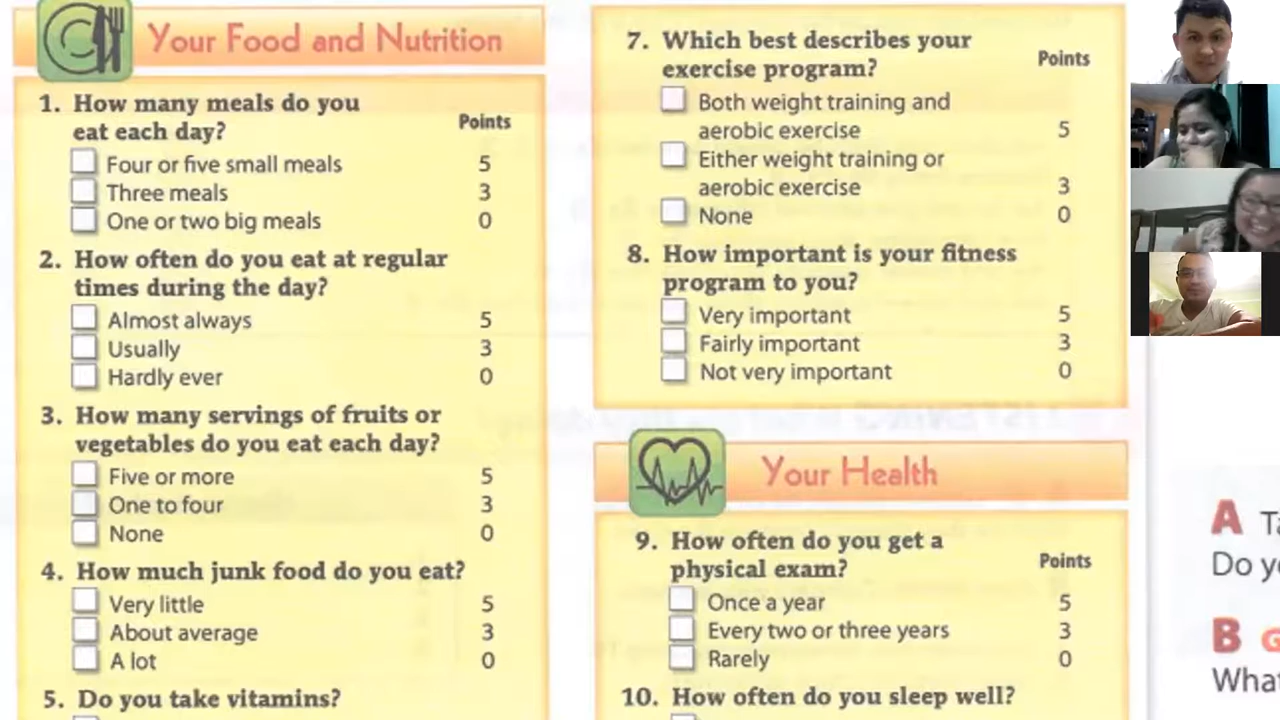 Your Food and Nutrition
1. How many meals do you
eat each day?
Points
Four or five small meals 5
Three meals 3
One or two big meals 0
2. How often do you eat at regular
times during the day?
Almost always 5
Usually 3
Hardly ever 0
3. How many servings of fruits or
vegetables do you eat each day?
Five or more 5
One to four 3
None 0
4. How much junk food do you eat?
Very little 5
About average 3
A lot 0
5. Do you take vitamins?
7. Which best describes your
exercise program?
Points
Both weight training and
aerobic exercise 5
Either weight training or
aerobic exercise 3
None 0
8. How important is your fitness
program to you?
Very important 5
Fairly important 3
Not very important 0
Your Health
9. How often do you get a
physical exam?
Points
Once a year 5
Every two or three years 3
Rarely 0
10. How often do you sleep well?
A
Do
B
What